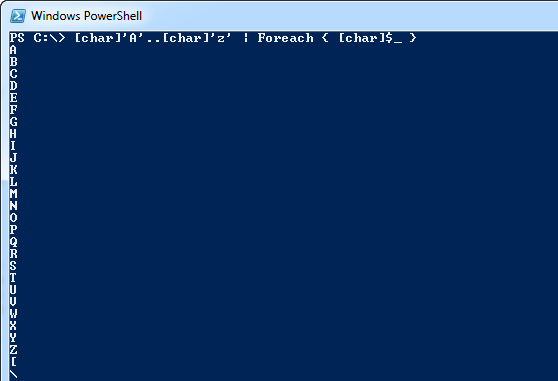 Windows PowerShell
PS C:\> [char]'A'..[char]'z' | Foreach { [char]$_ }
A
B
C
D
E
F
G
H
I
J
K
L
M
N
O
P
Q
R
S
T
U
V
W
X
Y
Z
[
\